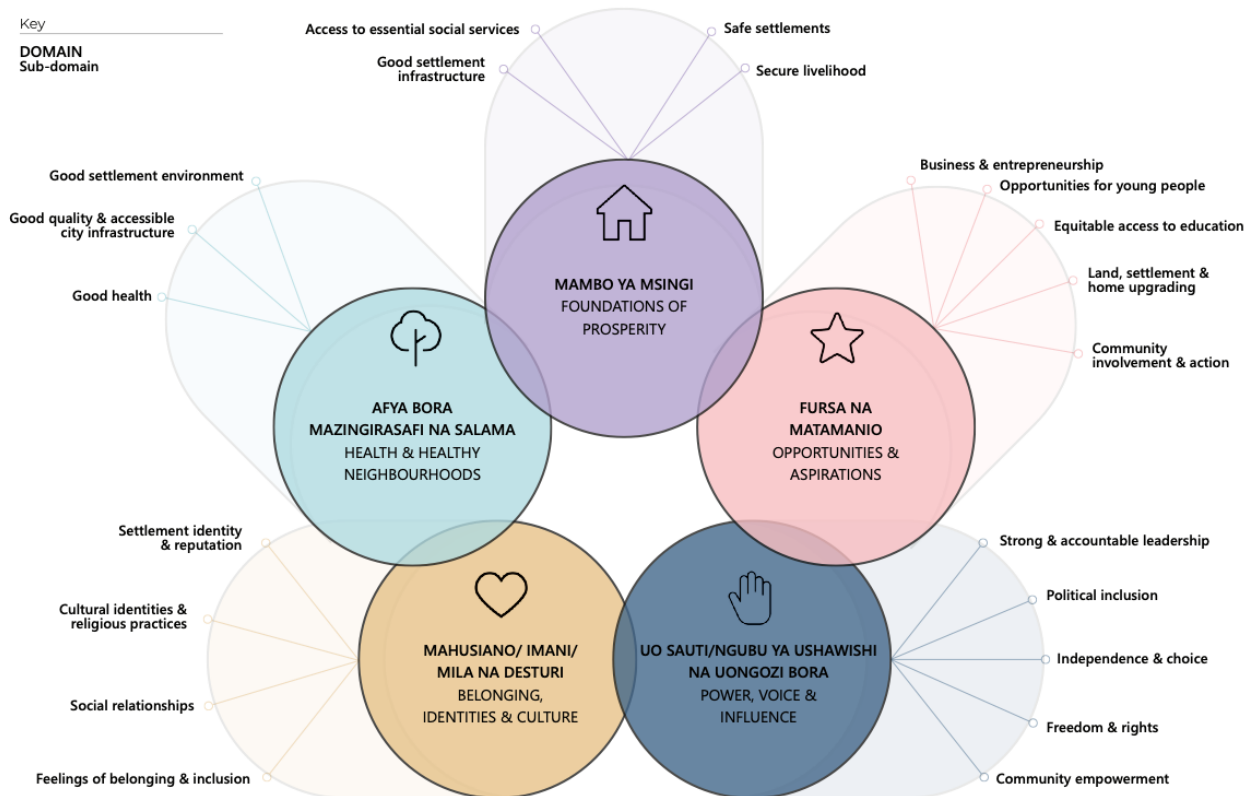 Key
DOMAIN
Sub-domain
Access to essential social services
Good settlement
infrastructure
Safe settlements
Secure livelihood
MAMBO YA MSINGI
FOUNDATIONS OF
PROSPERITY
Good settlement environment
Good quality & accessible
city infrastructure
Good health
AFYA BORA
MAZINGIRASAFI NA SALAMA
HEALTH & HEALTHY
NEIGHBOURHOODS
Business & entrepreneurship
Opportunities for young people
Equitable access to education
Land, settlement &
home upgrading
Community
involvement & action
FURSA NA
MATAMANIO
OPPORTUNITIES &
ASPIRATIONS
Settlement identity
& reputation
Cultural identities &
religious practices
Social relationships
Feelings of belonging & inclusion
MAHUSIANO/ IMANI/
MILA NA DESTURI
BELONGING,
IDENTITIES & CULTURE
UO SAUTI/NGUBU YA USHAWISHI
NA UONGOZI BORA
POWER, VOICE &
INFLUENCE
Strong & accountable leadership
Political inclusion
Independence & choice
Freedom & rights
Community empowerment